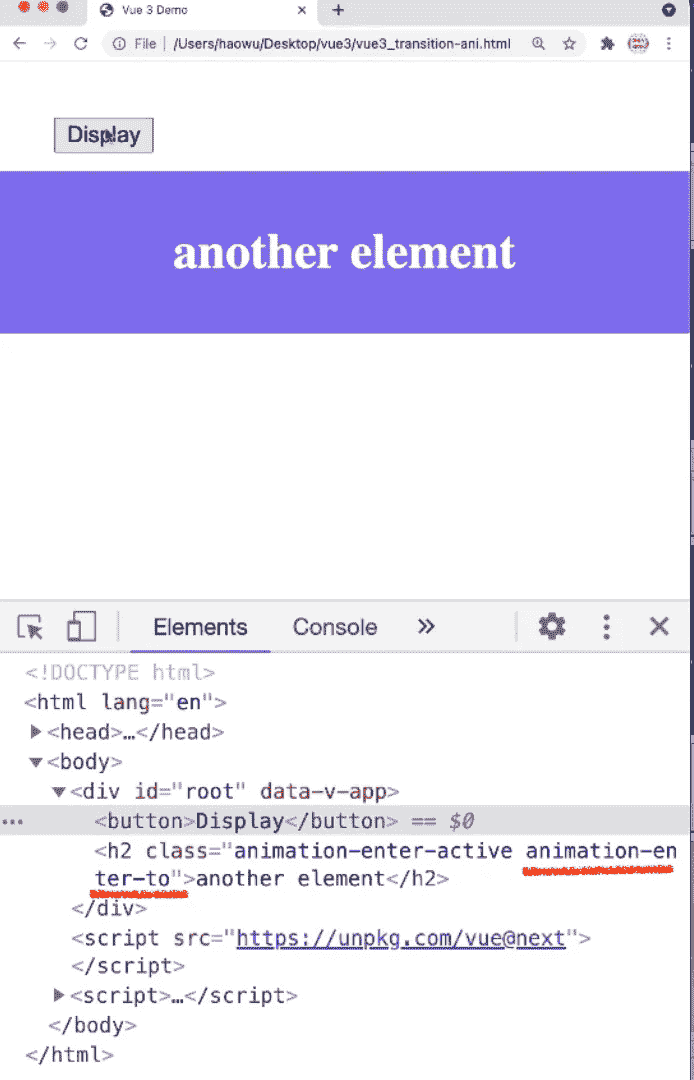 Vue 3 Demo
File | /Users/haowu/Desktop/vue3/vue3_transition-ani.html
Display
another element
Elements Console
<!DOCTYPE html>
<html lang="en">
<head>…</head>
<body>
<div id="root" data-v-app>
<button>Display</button> == $0
<h2 class="animation-enter-active animation-en
ter-to">another element</h2>
</div>
<script src="https://unpkg.com/vue@next">
</script>
<script>…</script>
</body>
</html>